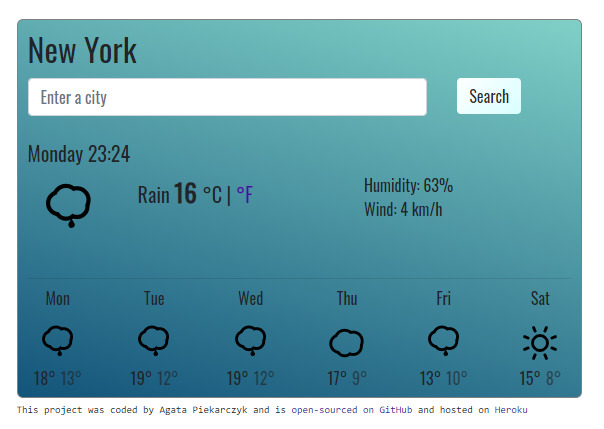 New York
Enter a city Search
Monday 23:24
Rain 16 °C | °F
Humidity: 63%
Wind: 4 km/h
Mon Tue Wed Thu Fri Sat
18° 13° 19° 12° 19° 12° 17° 9° 13° 10° 15° 8°
This project was coded by Agata Piekarczyk and is open-sourced on GitHub and hosted on Heroku